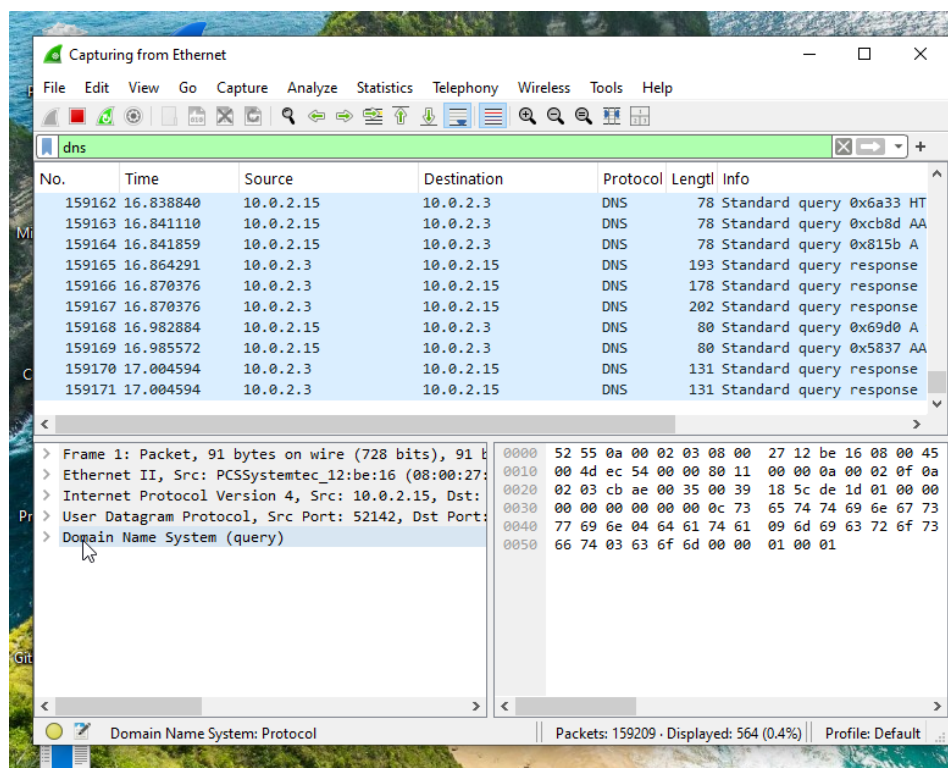 Capturing from Ethernet
File Edit View Go Capture Analyze Statistics Telephony Wireless Tools Help
dns
No. Time Source Destination Protocol Lengtl Info
159162 16.838840 10.0.2.15 10.0.2.3 DNS 78 Standard query 0x6a33 HT
159163 16.841110 10.0.2.15 10.0.2.3 DNS 78 Standard query 0xcb8d AA
159164 16.841859 10.0.2.15 10.0.2.3 DNS 78 Standard query 0x815b A
159165 16.864291 10.0.2.3 10.0.2.15 DNS 193 Standard query response
159166 16.870376 10.0.2.3 10.0.2.15 DNS 178 Standard query response
159167 16.870376 10.0.2.3 10.0.2.15 DNS 202 Standard query response
159168 16.982884 10.0.2.15 10.0.2.3 DNS 80 Standard query 0x69d0 A
159169 16.985572 10.0.2.15 10.0.2.3 DNS 80 Standard query 0x5837 AA
159170 17.004594 10.0.2.3 10.0.2.15 DNS 131 Standard query response
159171 17.004594 10.0.2.3 10.0.2.15 DNS 131 Standard query response
Frame 1: Packet, 91 bytes on wire (728 bits), 91 b
Ethernet II, Src: PCSSystemtec_12:be:16 (08:00:27:
Internet Protocol Version 4, Src: 10.0.2.15, Dst:
User Datagram Protocol, Src Port: 52142, Dst Port:
Domain Name System (query)
0000 52 55 0a 00 02 03 08 00 27 12 be 16 08 00 45
0010 00 4d ec 54 00 00 80 11 00 00 0a 00 02 0f 0a
0020 02 03 cb ae 00 35 00 39 18 5c de 1d 01 00 00
0030 00 00 00 00 00 00 0c 73 65 74 74 69 6e 67 73
0040 77 69 6e 04 64 61 74 61 09 6d 69 63 72 6f 73
0050 66 74 03 63 6f 6d 00 00 01 00 01
Domain Name System: Protocol
Packets: 159209 · Displayed: 564 (0.4%)
Profile: Default
Mi
C
Pr
Git